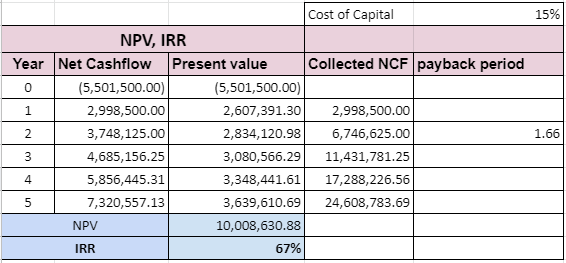 Cost of Capital 15%
NPV, IRR
Year Net Cashflow Present value Collected NCF payback period
0 (5,501,500.00) (5,501,500.00)
1 2,998,500.00 2,607,391.30 2,998,500.00
2 3,748,125.00 2,834,120.98 6,746,625.00 1.66
3 4,685,156.25 3,080,566.29 11,431,781.25
4 5,856,445.31 3,348,441.61 17,288,226.56
5 7,320,557.13 3,639,610.69 24,608,783.69
NPV 10,008,630.88
IRR 67%